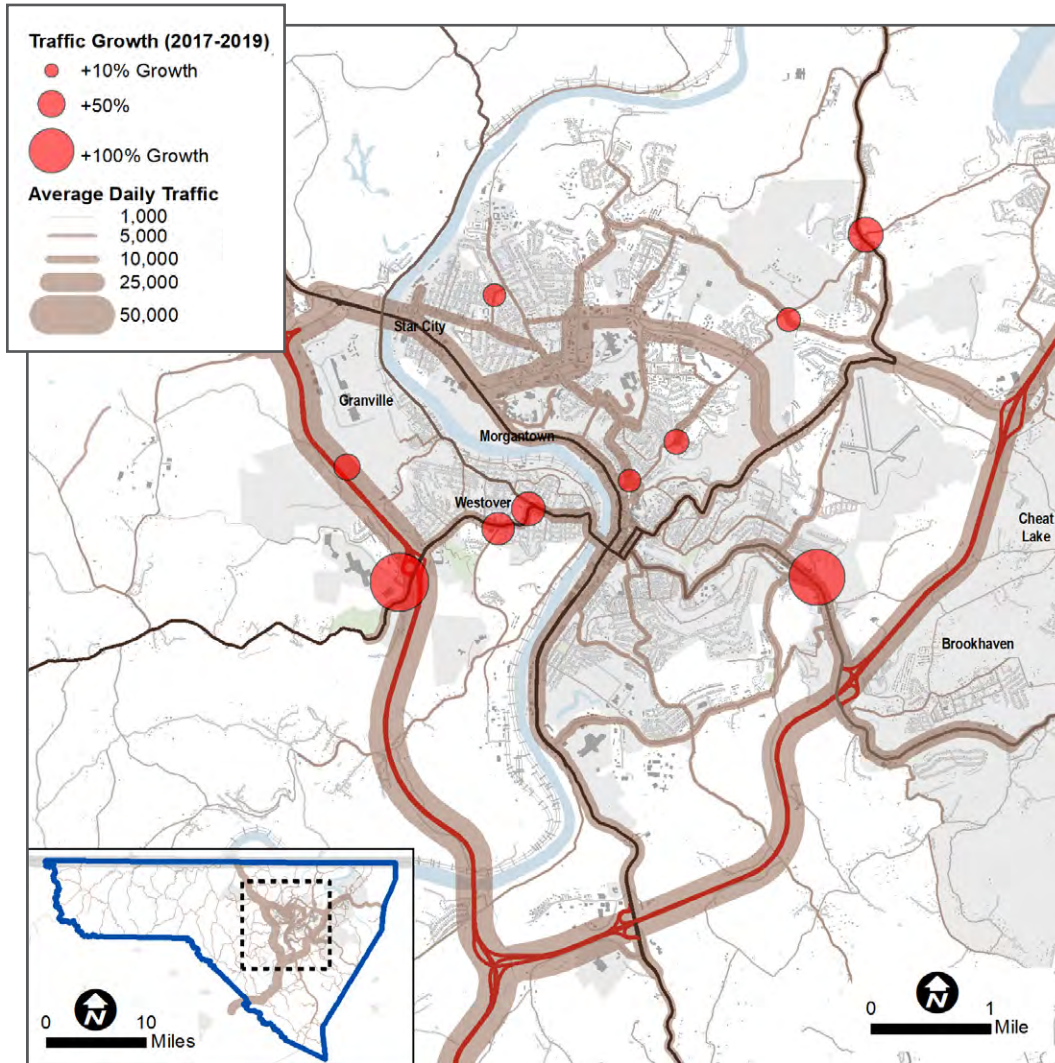 Traffic Growth (2017-2019)
+10% Growth
+50%
+100% Growth
Average Daily Traffic
1,000
5,000
10,000
25,000
50,000
Star City
Granville
Morgantown
Westover
Cheat
Lake
Brookhaven
N
0 10
Miles
N
0 1
Mile